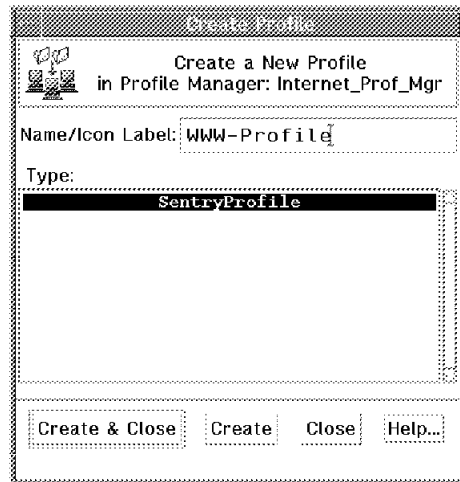 Create Profile
Create a New Profile
in Profile Manager: Internet_Prof_Mgr
Name/Icon Label: WWW-Profile
Type:
SentryProfile
Create & Close Create Close Help...